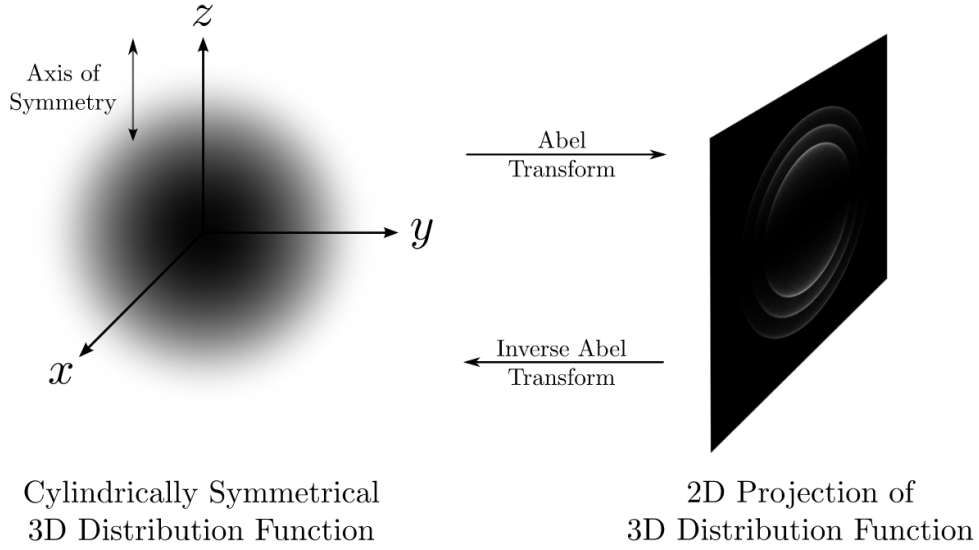 z
Axis of
Symmetry
y
x
Abel
Transform
Inverse Abel
Transform
Cylindrically Symmetrical
3D Distribution Function
2D Projection of
3D Distribution Function